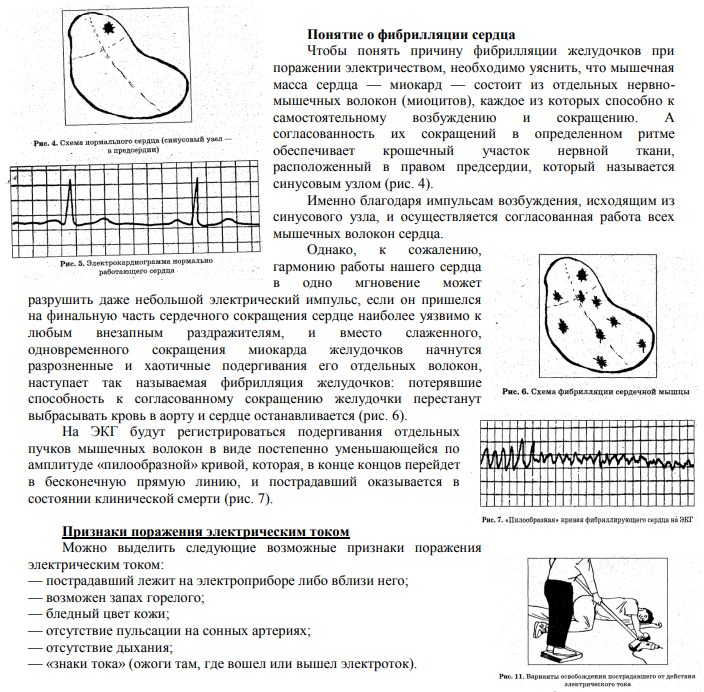 Рис. 4. Схема нормального сердца (синусовый узел —
в предсердии)
Рис. 5. Электрокардиограмма нормально
работающего сердца
Понятие о фибрилляции сердца
Чтобы понять причину фибрилляции желудочков при
поражении электричеством, необходимо уяснить, что мышечная
масса сердца — миокард — состоит из отдельных нервно-
мышечных волокон (миоцитов), каждое из которых способно к
самостоятельному возбуждению и сокращению. А
согласованность их сокращений в определенном ритме
обеспечивает крошечный участок нервной ткани,
расположенный в правом предсердии, который называется
синусовым узлом (рис. 4).
Именно благодаря импульсам возбуждения, исходящим из
синусового узла, и осуществляется согласованная работа всех
мышечных волокон сердца.
Однако, к сожалению,
гармонию работы нашего сердца
в одно мгновение может
разрушить даже небольшой электрический импульс, если он пришелся
на финальную часть сердечного сокращения сердце наиболее уязвимо к
любым внезапным раздражителям, и вместо слаженного,
одновременного сокращения миокарда желудочков начнутся
разрозненные и хаотичные подергивания его отдельных волокон,
наступает так называемая фибрилляция желудочков: потерявшие
способность к согласованному сокращению желудочки перестанут
выбрасывать кровь в аорту и сердце останавливается (рис. 6).
Рис. 6. Схема фибрилляции сердечной мышцы
На ЭКГ будут регистрироваться подергивания отдельных
пучков мышечных волокон в виде постепенно уменьшающейся по
амплитуде «пилообразной» кривой, которая, в конце концов перейдет
в бесконечную прямую линию, и пострадавший оказывается в
состоянии клинической смерти (рис. 7).
Рис. 7. «Пилообразная» кривая фибриллирующего сердца на ЭКГ
Признаки поражения электрическим током
Можно выделить следующие возможные признаки поражения
электрическим током:
— пострадавший лежит на электроприборе либо вблизи него;
— возможен запах горелого;
— бледный цвет кожи;
— отсутствие пульсации на сонных артериях;
— отсутствие дыхания;
— «знаки тока» (ожоги там, где вошел или вышел электроток).
Рис. 11. Варианты освобождения пострадавшего от действия
электрического тока